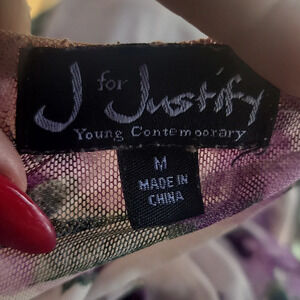 J for Justify
Young Contemporary
M
MADE IN
CHINA